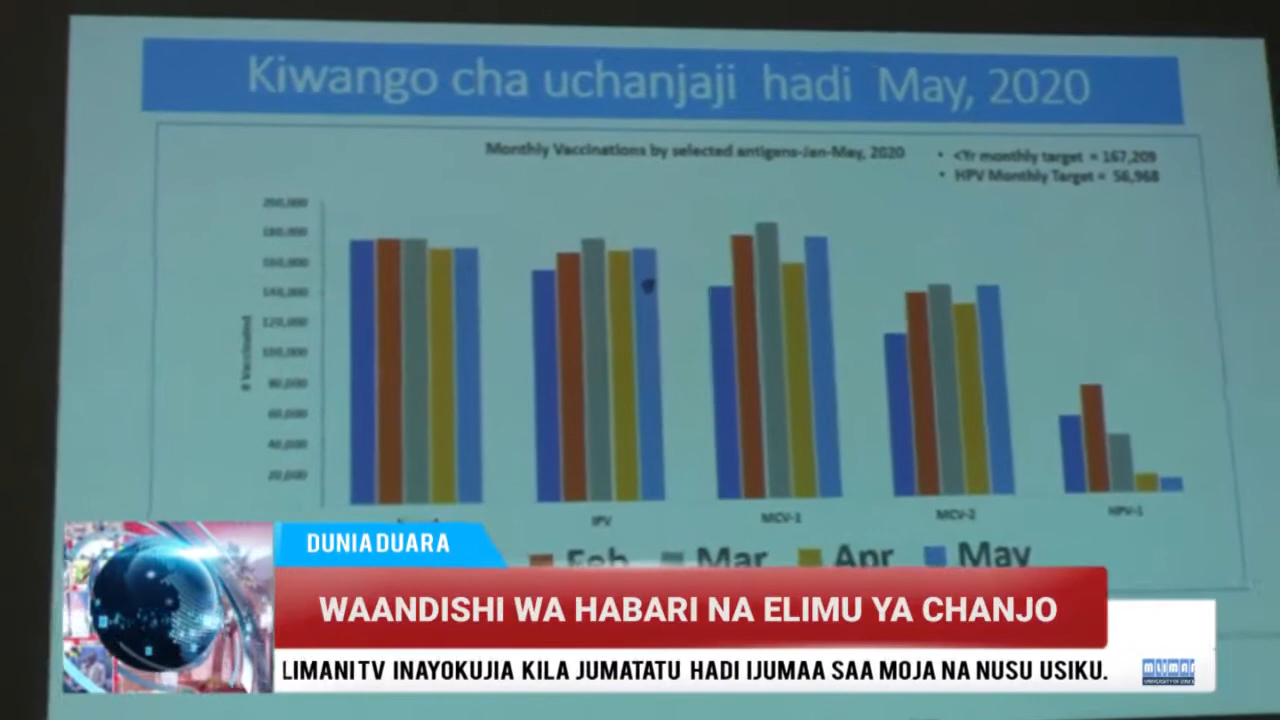 Kiwango cha uchanjaji hadi May, 2020
Monthly Vaccinations by selected antigens-Jan-May, 2020
• <Yr monthly target = 167,209
• HPV Monthly Target = 56,968
200,000
180,000
160,000
140,000
120,000
100,000
80,000
60,000
40,000
20,000
# Vaccinated
IPV
MCV-1
MCV-2
HPV-1
Feb
Mar
Apr
May
DUNIA DUARA
WAANDISHI WA HABARI NA ELIMU YA CHANJO
LIMANI TV INAYOKUJIA KILA JUMATATU HADI IJUMAA SAA MOJA NA NUSU USIKU.